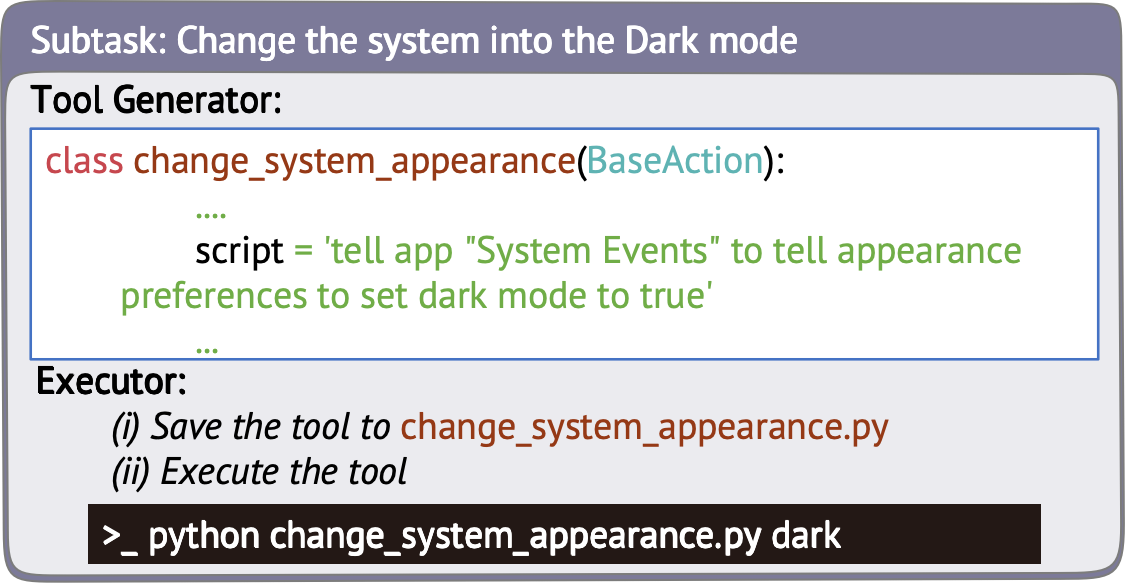 Subtask: Change the system into the Dark mode
Tool Generator:
class change_system_appearance(BaseAction):
....
script = 'tell app "System Events" to tell appearance
preferences to set dark mode to true'
...
Executor:
(i) Save the tool to change_system_appearance.py
(ii) Execute the tool
>_ python change_system_appearance.py dark